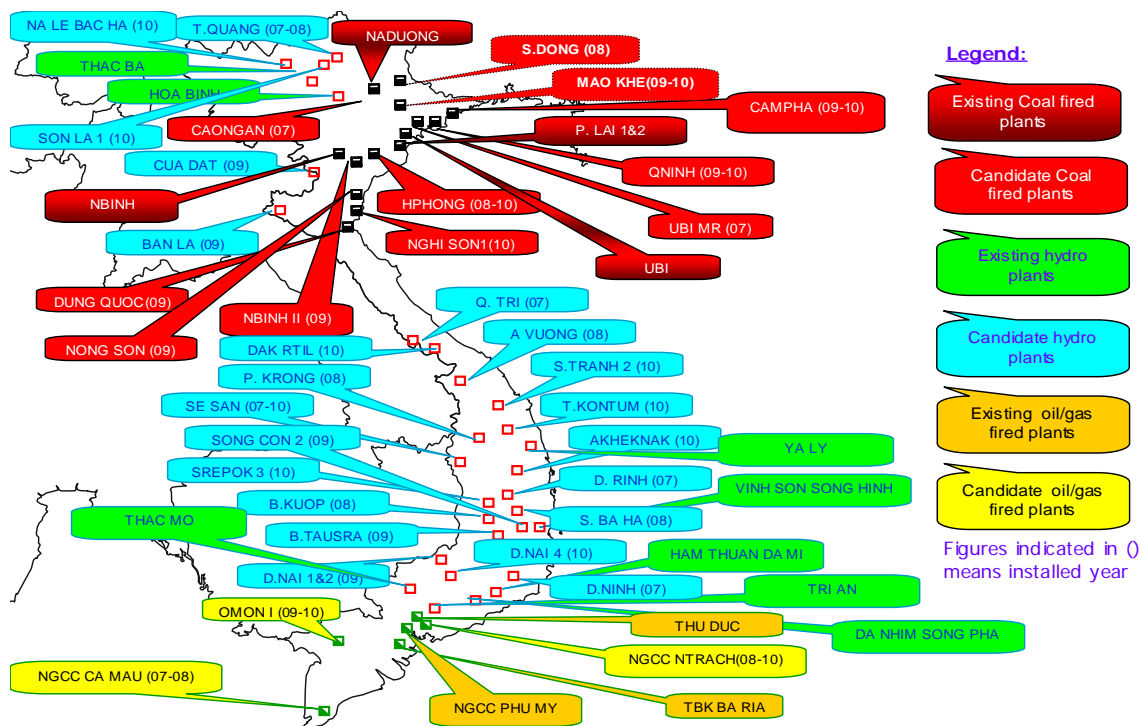 NA LE BAC HA (10)
T.QUANG (07-08)
NADUONG
S.DONG (08)
THAC BA
MAO KHE(09-10)
HOA BINH
CAMPHA (09-10)
SON LA 1 (10)
CAONGAN (07)
P. LAI 1&2
CUA DAT (09)
QNINH (09-10)
NBINH
HPHONG (08-10)
UBI MR (07)
BAN LA (09)
NGHI SON1(10)
UBI
DUNG QUOC(09)
NBINH II (09)
NONG SON (09)
Q. TRI (07)
A VUONG (08)
DAK RTIL (10)
S.TRANH 2 (10)
P. KRONG (08)
T.KONTUM (10)
SE SAN (07-10)
SONG CON 2 (09)
AKHEKNAK (10)
YA LY
SREPOK 3 (10)
D. RINH (07)
VINH SON SONG HINH
B.KUOP (08)
S. BA HA (08)
THAC MO
B.TAUSRA (09)
D.NAI 4 (10)
HAM THUAN DA MI
D.NAI 1&2 (09)
D.NINH (07)
TRI AN
OMON I (09-10)
THU DUC
DA NHIM SONG PHA
NGCC NTRACH(08-10)
NGCC CA MAU (07-08)
NGCC PHU MY
TBK BA RIA
Legend:
Existing Coal fired
plants
Candidate Coal
fired plants
Existing hydro
plants
Candidate hydro
plants
Existing oil/gas
fired plants
Candidate oil/gas
fired plants
Figures indicated in ()
means installed year